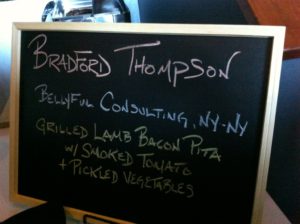 BRADFORD THOMPSON
BELLYFUL CONSULTING, NY-NY
GRILLED LAMB BACON PITA
W/ SMOKED TOMATO
+ PICKLED VEGETABLES